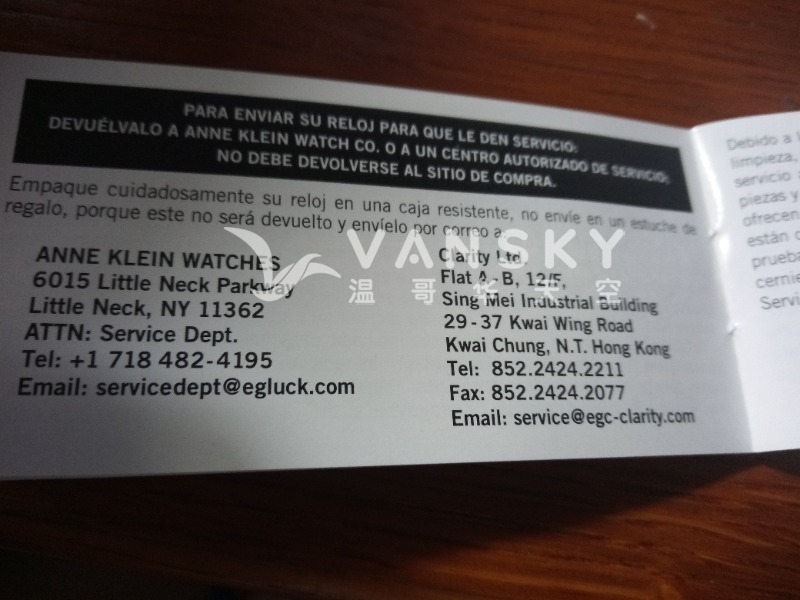 PARA ENVIAR SU RELOJ PARA QUE LE DEN SERVICIO:
DEVUÉLVALO A ANNE KLEIN WATCH CO. O A UN CENTRO AUTORIZADO DE SERVICIO;
NO DEBE DEVOLVERSE AL SITIO DE COMPRA.
Empaque cuidadosamente su reloj en una caja resistente, no envíe en un estuche de
regalo, porque este no será devuelto y envíelo por correo a:
ANNE KLEIN WATCHES
6015 Little Neck Parkway
Little Neck, NY 11362
ATTN: Service Dept.
Tel: +1 718 482-4195
Email: servicedept@egluck.com
Clarity Ltd.
Flat A - B, 12/5,
Sing Mei Industrial Building
29 - 37 Kwai Wing Road
Kwai Chung, N.T. Hong Kong
Tel: 852.2424.2211
Fax: 852.2424.2077
Email: service@egc-clarity.com
Debido a
limpieza,
servicio
piezas y
ofrecen
están
prueba
cernie
Servi
VANSKY
温哥华天空